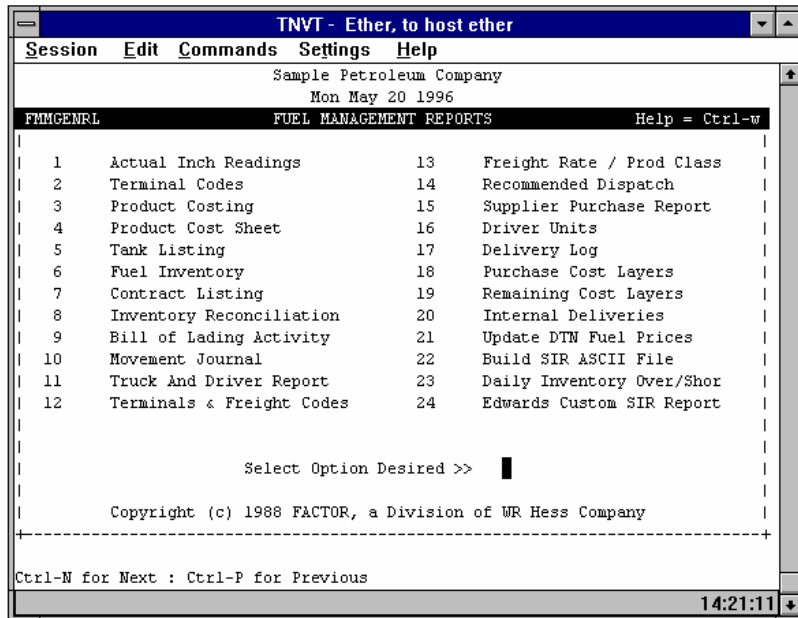 TNVT - Ether, to host ether
Session Edit Commands Settings Help
Sample Petroleum Company
Mon May 20 1996
FMMGENRL FUEL MANAGEMENT REPORTS Help = Ctrl-w
1 Actual Inch Readings 13 Freight Rate / Prod Class
2 Terminal Codes 14 Recommended Dispatch
3 Product Costing 15 Supplier Purchase Report
4 Product Cost Sheet 16 Driver Units
5 Tank Listing 17 Delivery Log
6 Fuel Inventory 18 Purchase Cost Layers
7 Contract Listing 19 Remaining Cost Layers
8 Inventory Reconciliation 20 Internal Deliveries
9 Bill of Lading Activity 21 Update DTN Fuel Prices
10 Movement Journal 22 Build SIR ASCII File
11 Truck And Driver Report 23 Daily Inventory Over/Shor
12 Terminals & Freight Codes 24 Edwards Custom SIR Report
Select Option Desired >>
Copyright (c) 1988 FACTOR, a Division of WR Hess Company
Ctrl-N for Next : Ctrl-P for Previous
14:21:11